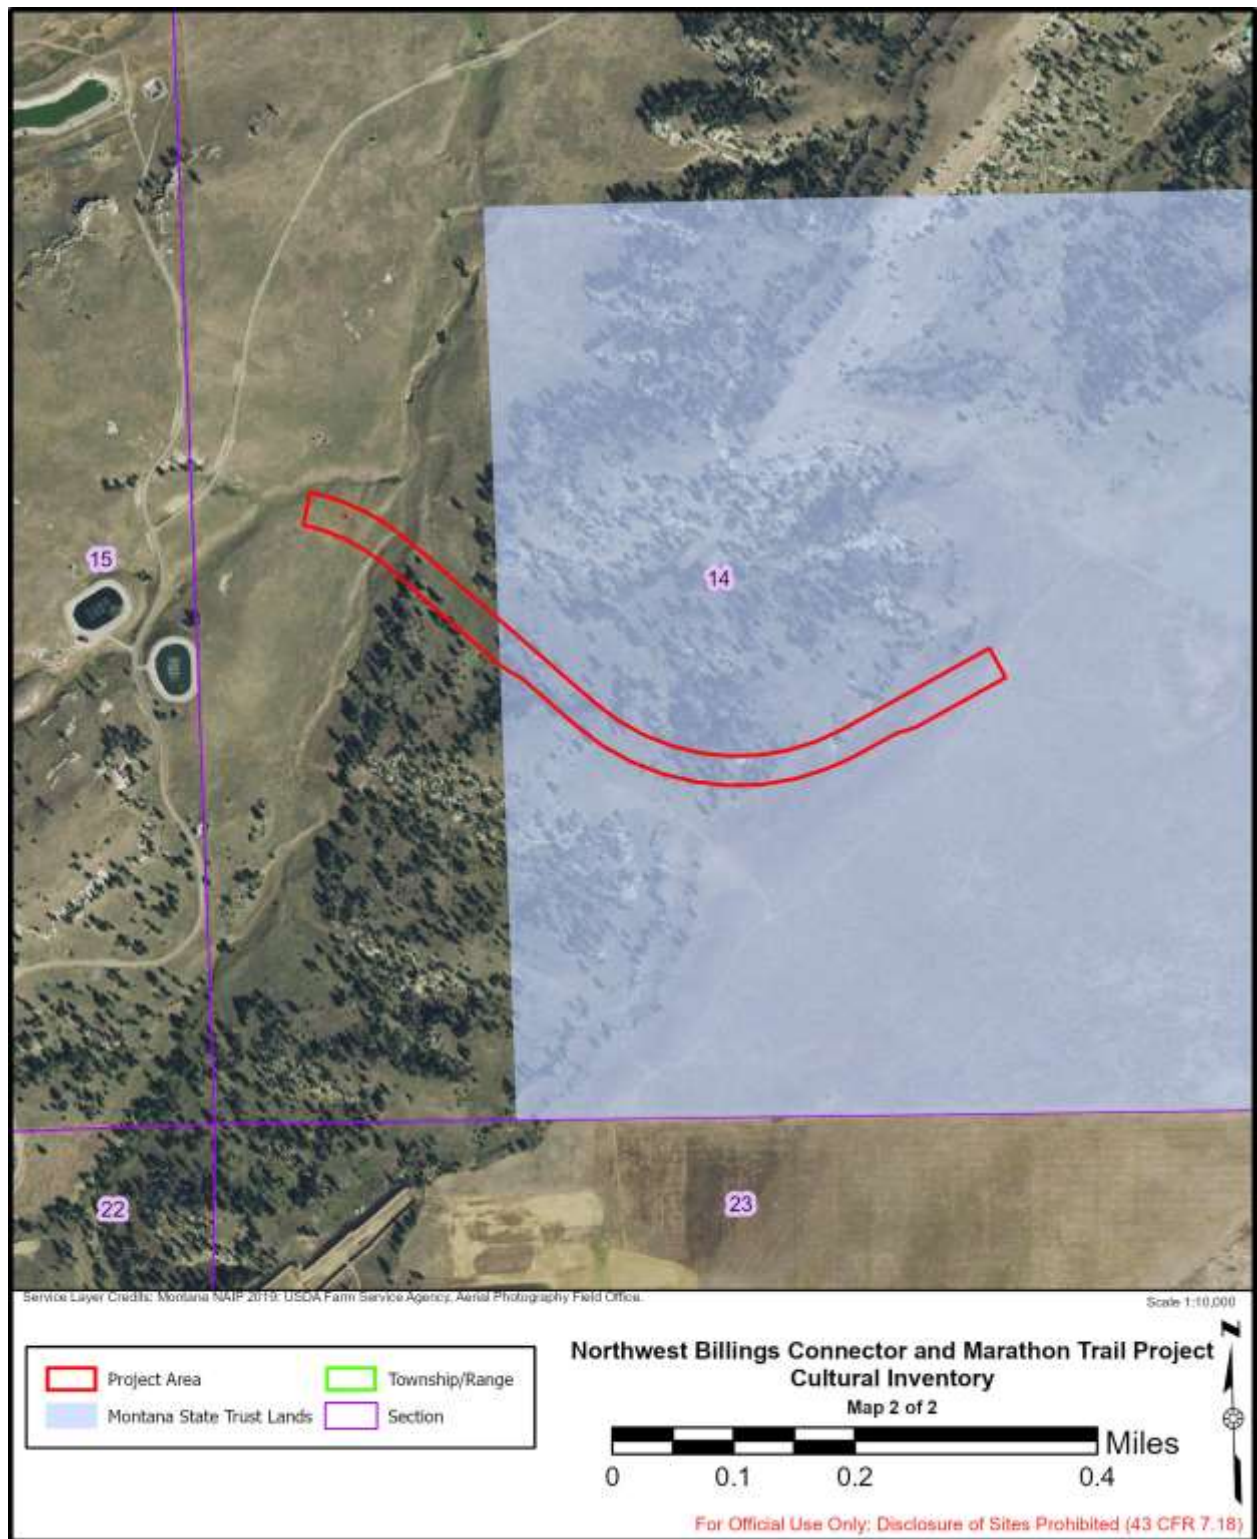 15
14
22
23
Service Layer Credits: Montana NAIP 2019: USDA Farm Service Agency, Aerial Photography Field Office.
Scale 1:10,000
Project Area
Township/Range
Montana State Trust Lands
Section
Northwest Billings Connector and Marathon Trail Project
Cultural Inventory
Map 2 of 2
Miles
0 0.1 0.2 0.4
N
For Official Use Only: Disclosure of Sites Prohibited (43 CFR 7.18)